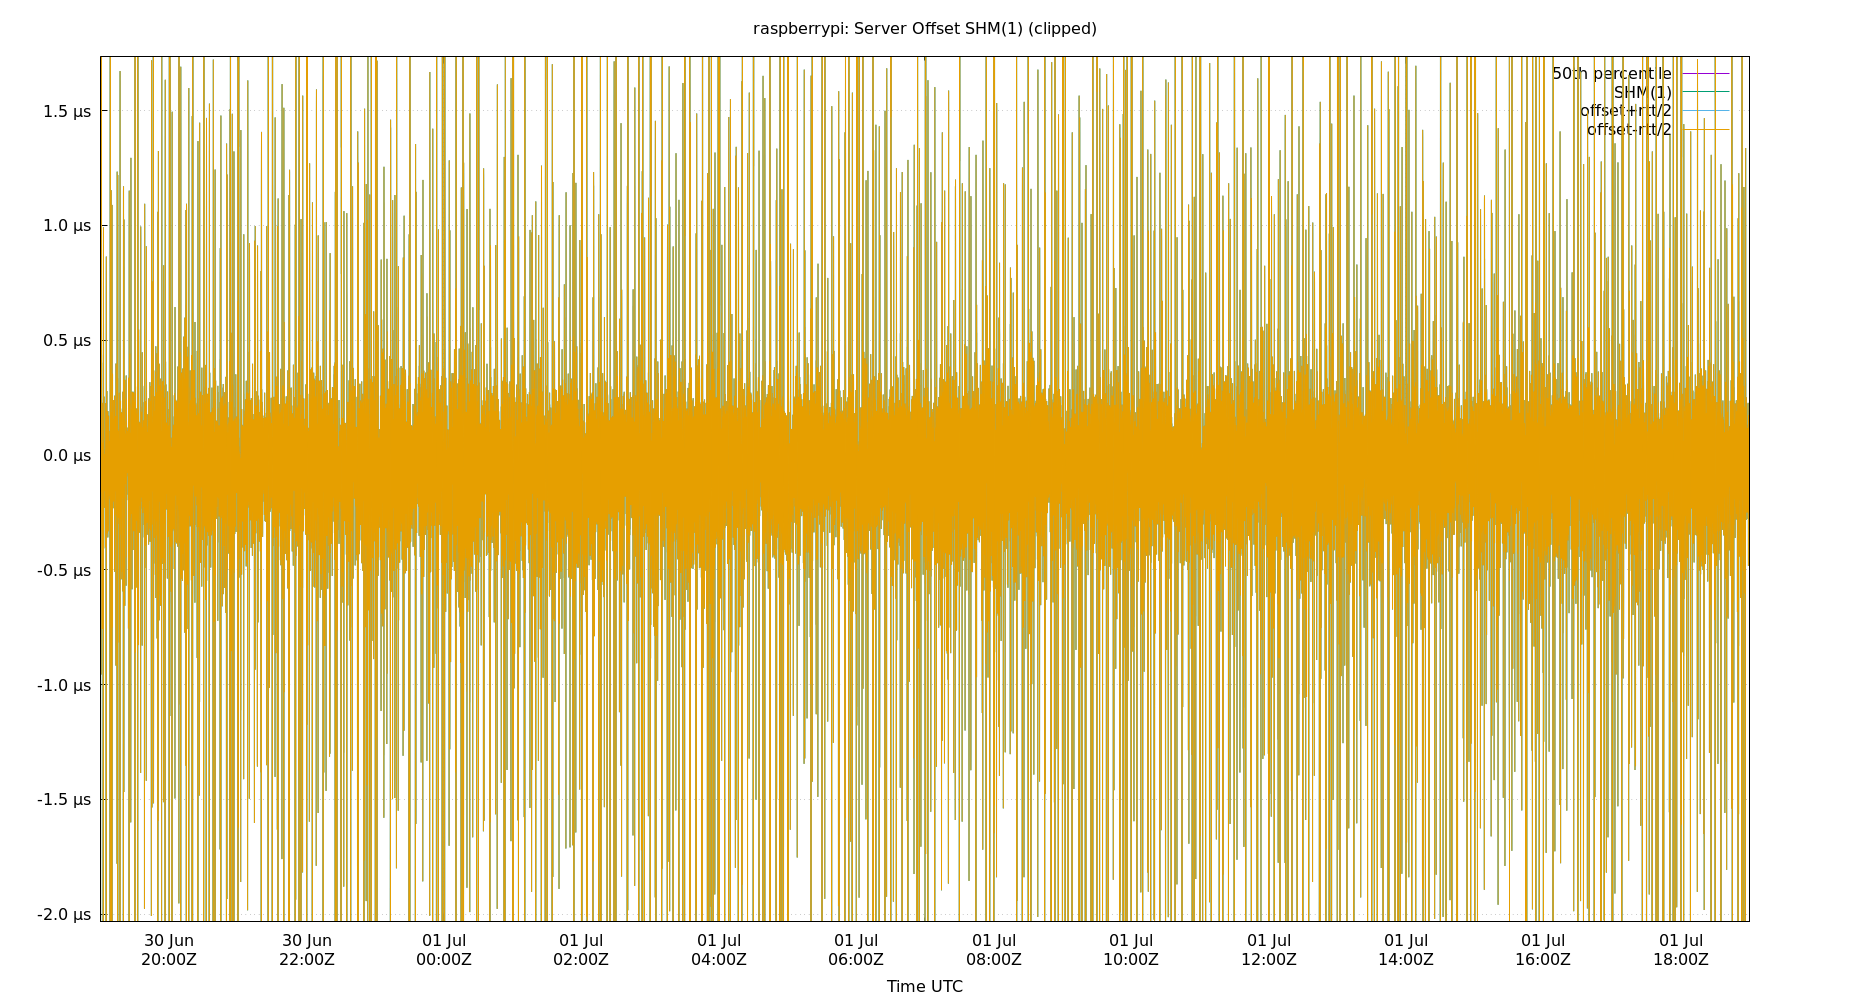 raspberrypi: Server Offset SHM(1) (clipped)
50th percentile
SHM(1)
offset+rtt/2
offset-rtt/2
1.5 µs
1.0 µs
0.5 µs
0.0 µs
-0.5 µs
-1.0 µs
-1.5 µs
-2.0 µs
30 Jun 30 Jun 01 Jul 01 Jul 01 Jul 01 Jul 01 Jul 01 Jul 01 Jul 01 Jul 01 Jul 01 Jul
20:00Z 22:00Z 00:00Z 02:00Z 04:00Z 06:00Z 08:00Z 10:00Z 12:00Z 14:00Z 16:00Z 18:00Z
Time UTC